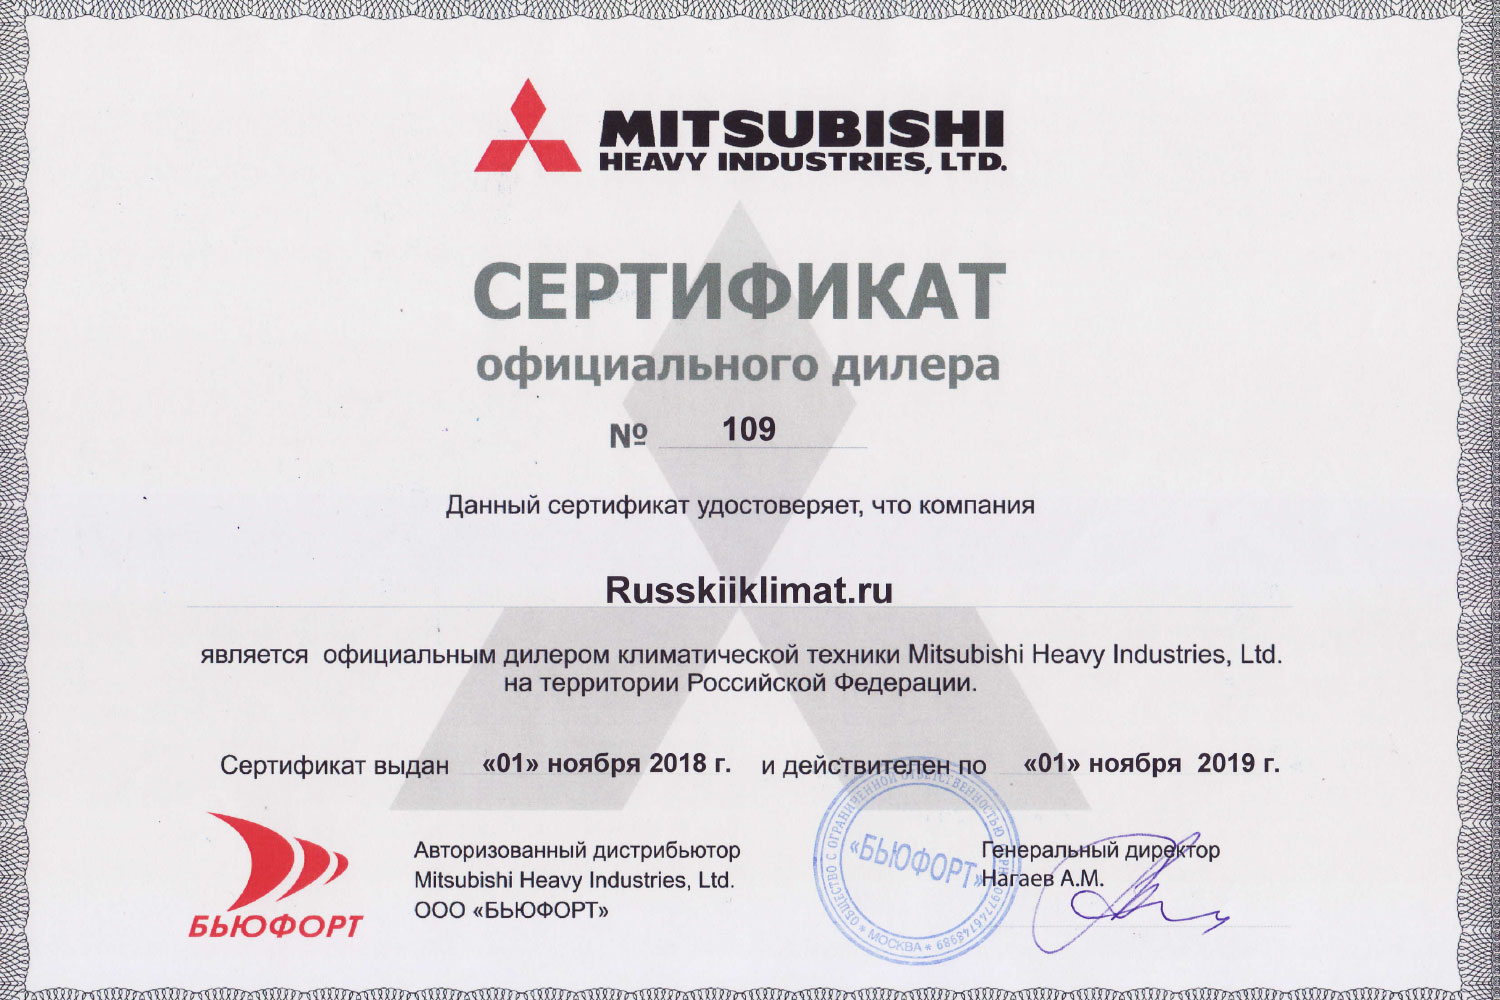 MITSUBISHI
HEAVY INDUSTRIES, LTD.
СЕРТИФИКАТ
официального дилера
№ 109
Данный сертификат удостоверяет, что компания
Russkiiklimat.ru
является официальным дилером климатической техники Mitsubishi Heavy Industries, Ltd.
на территории Российской Федерации.
Сертификат выдан «01» ноября 2018 г. и действителен по «01» ноября 2019 г.
БЬЮФОРТ
Авторизованный дистрибьютор
Mitsubishi Heavy Industries, Ltd.
ООО «БЬЮФОРТ»
ОБЩЕСТВО С ОГРАНИЧЕННОЙ ОТВЕТСТВЕННОСТЬЮ
«БЬЮФОРТ»
* МОСКВА *
Генеральный директор
Нагаев А.М.